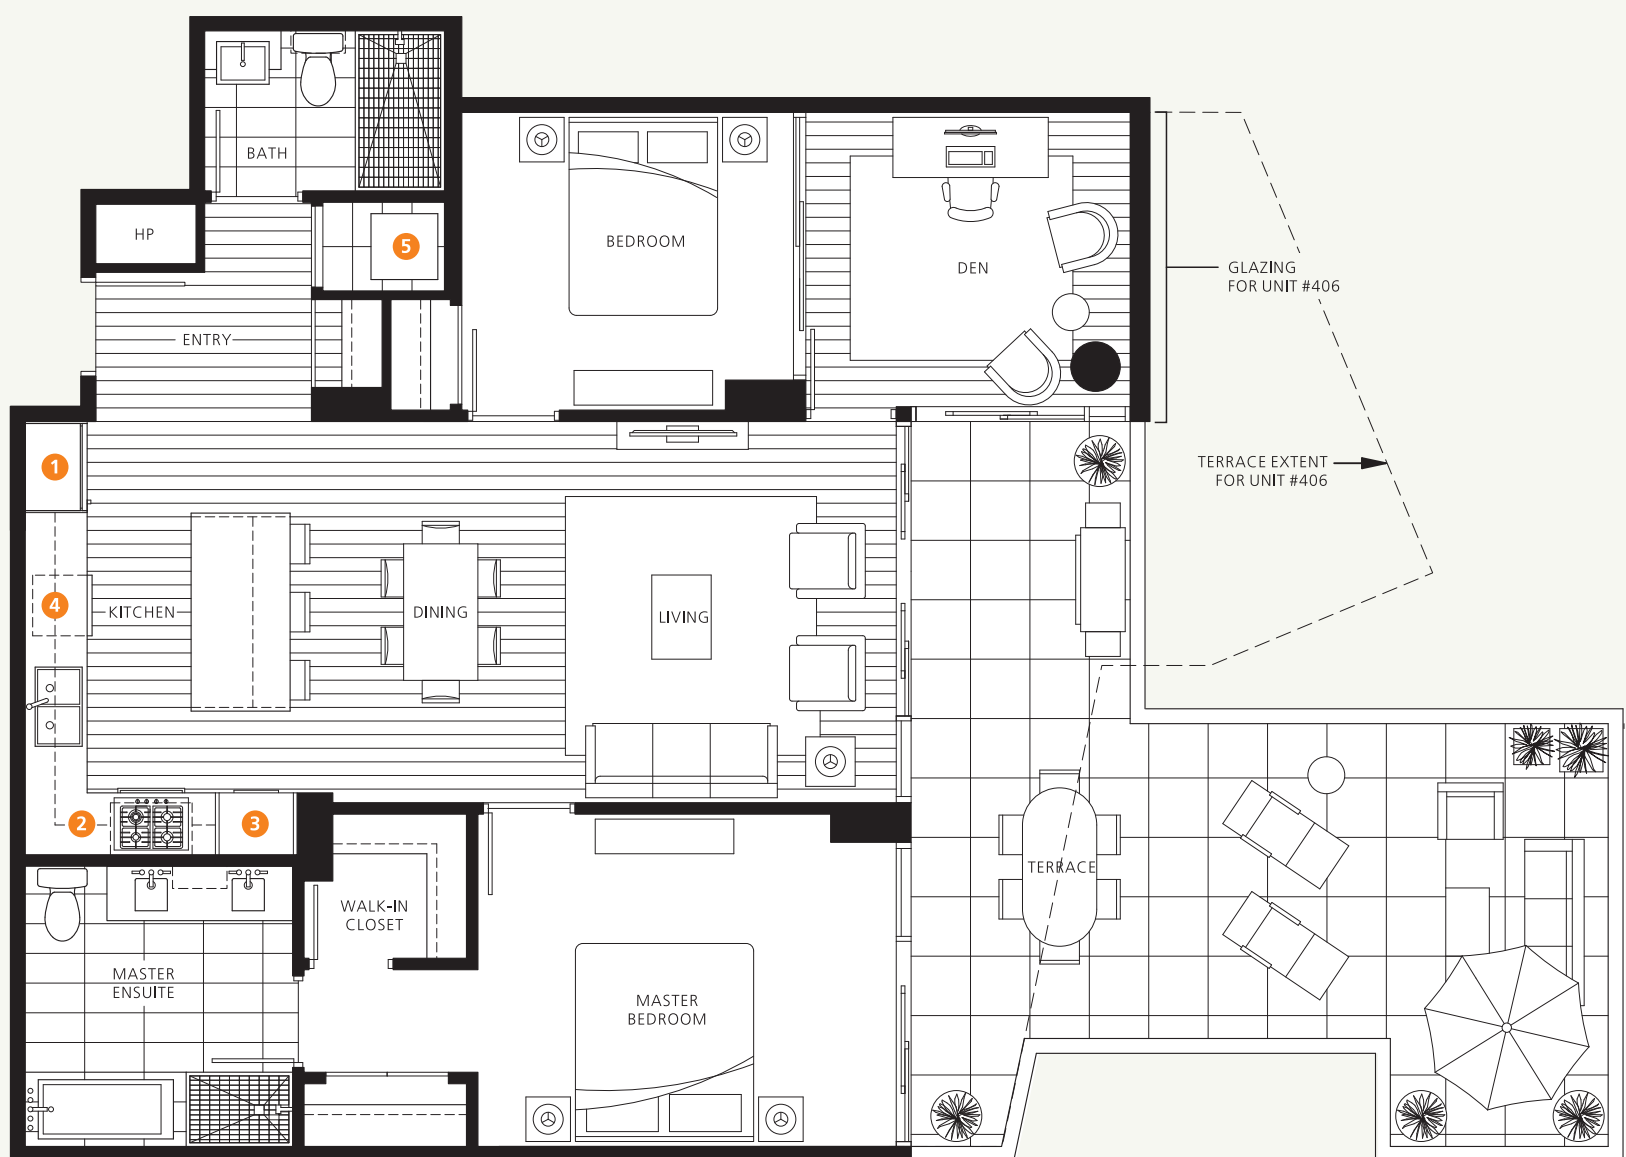 BATH
HP
5
BEDROOM
DEN
GLAZING
FOR UNIT #406
ENTRY
1
TERRACE EXTENT
FOR UNIT #406
4
KITCHEN
DINING
LIVING
2
3
TERRACE
WALK-IN
CLOSET
MASTER
ENSUITE
MASTER
BEDROOM